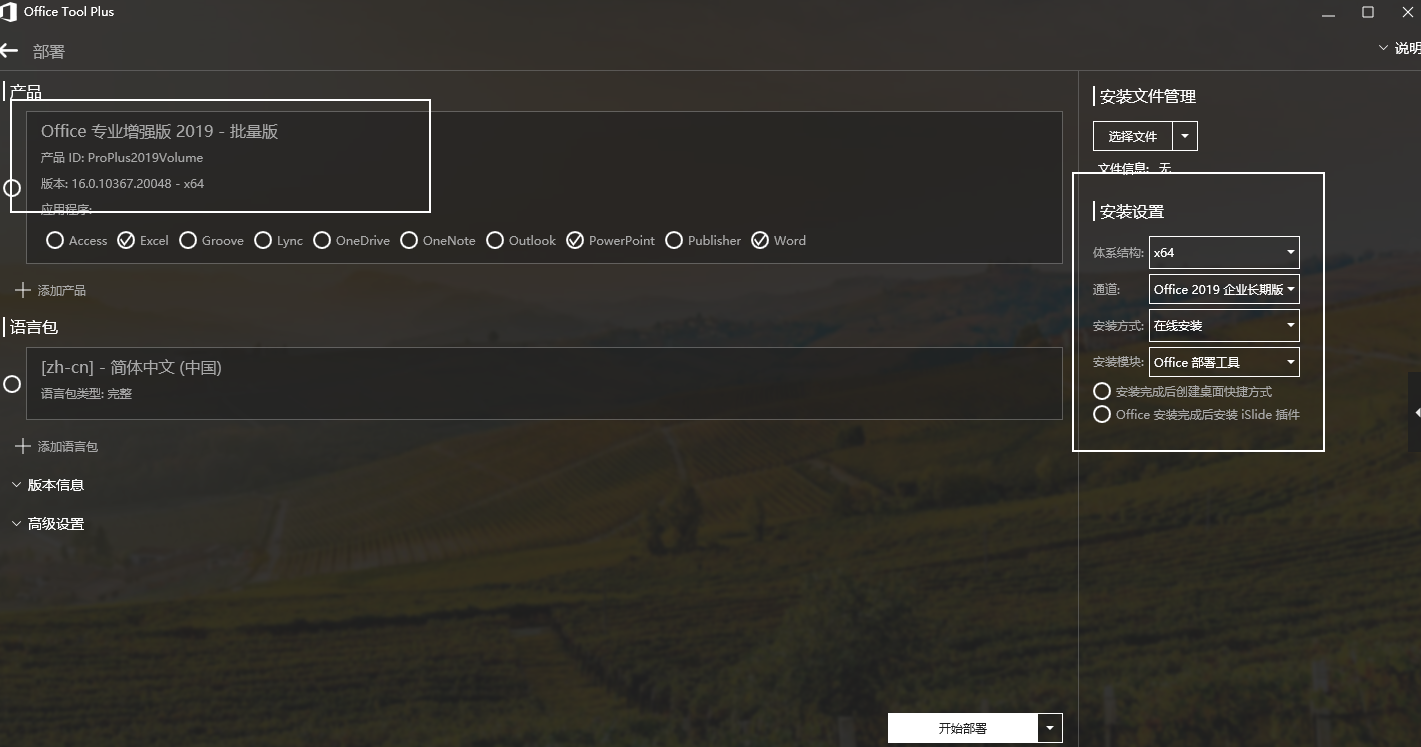 Office Tool Plus
部署
说明
产品
Office 专业增强版 2019 - 批量版
产品 ID: ProPlus2019Volume
版本: 16.0.10367.20048 - x64
应用程序:
Access Excel Groove Lync OneDrive OneNote Outlook PowerPoint Publisher Word
添加产品
语言包
[zh-cn] - 简体中文 (中国)
语言包类型: 完整
添加语言包
版本信息
高级设置
开始部署
安装文件管理
选择文件
文件信息: 无
安装设置
体系结构: x64
通道: Office 2019 企业长期版
安装方式: 在线安装
安装模块: Office 部署工具
安装完成后创建桌面快捷方式
Office 安装完成后安装 iSlide 插件